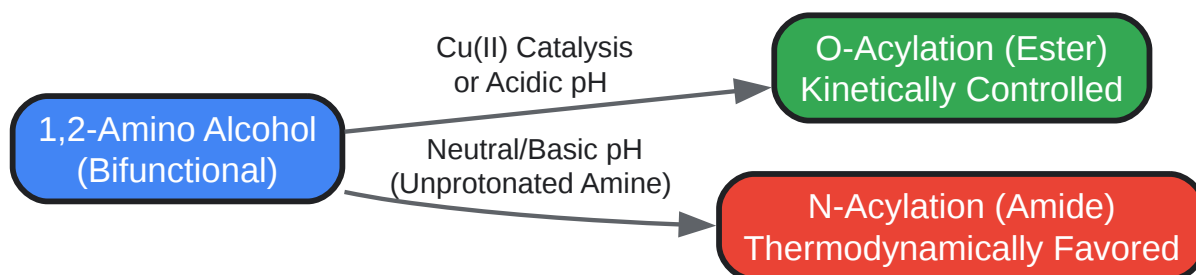 1,2-Amino Alcohol
(Bifunctional)
Cu(II) Catalysis
or Acidic pH
O-Acylation (Ester)
Kinetically Controlled
Neutral/Basic pH
(Unprotonated Amine)
N-Acylation (Amide)
Thermodynamically Favored